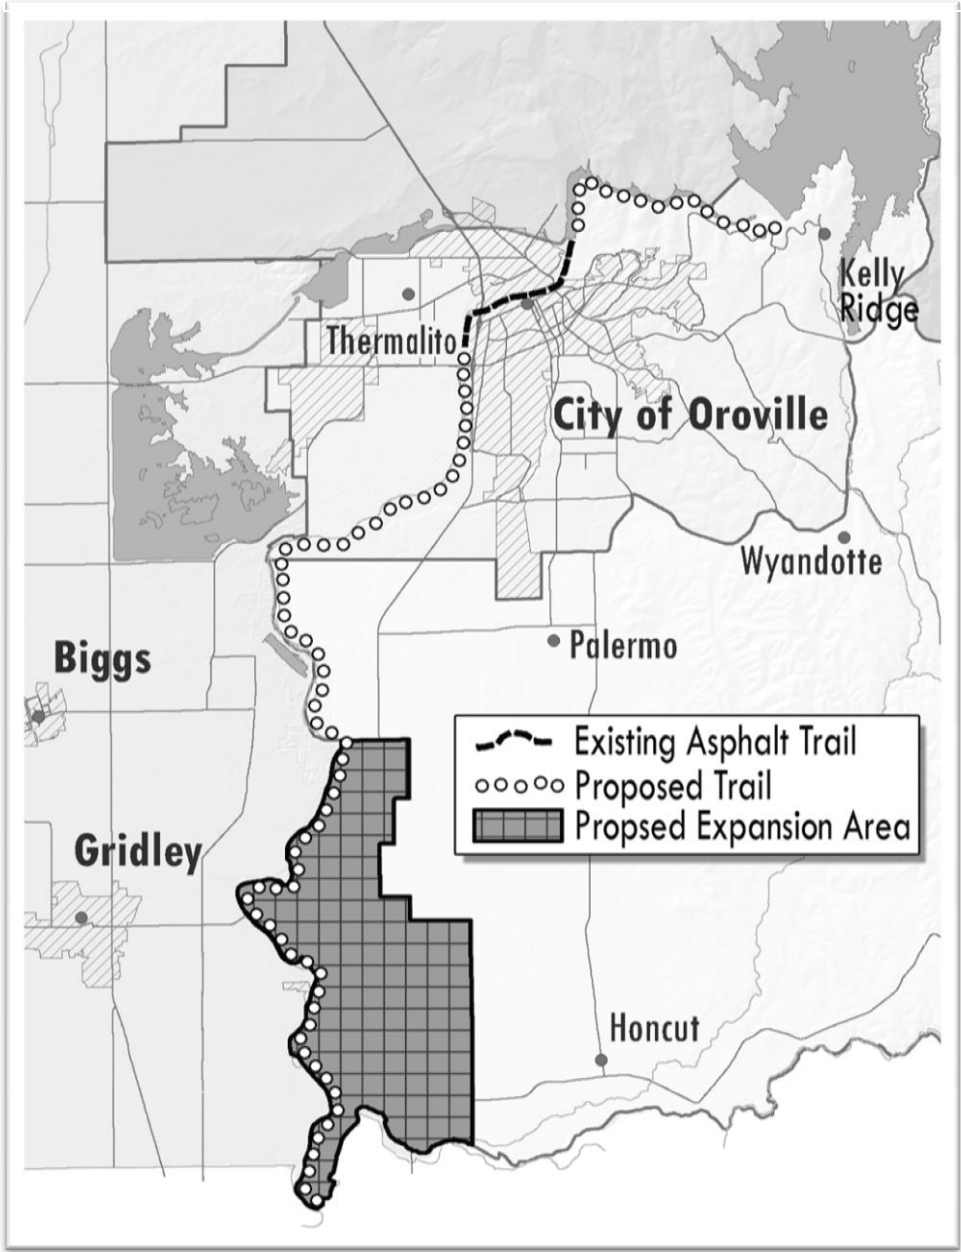 Kelly
Ridge
Thermalito
City of Oroville
Wyandotte
Biggs
Palermo
Existing Asphalt Trail
Proposed Trail
Propsed Expansion Area
Gridley
Honcut